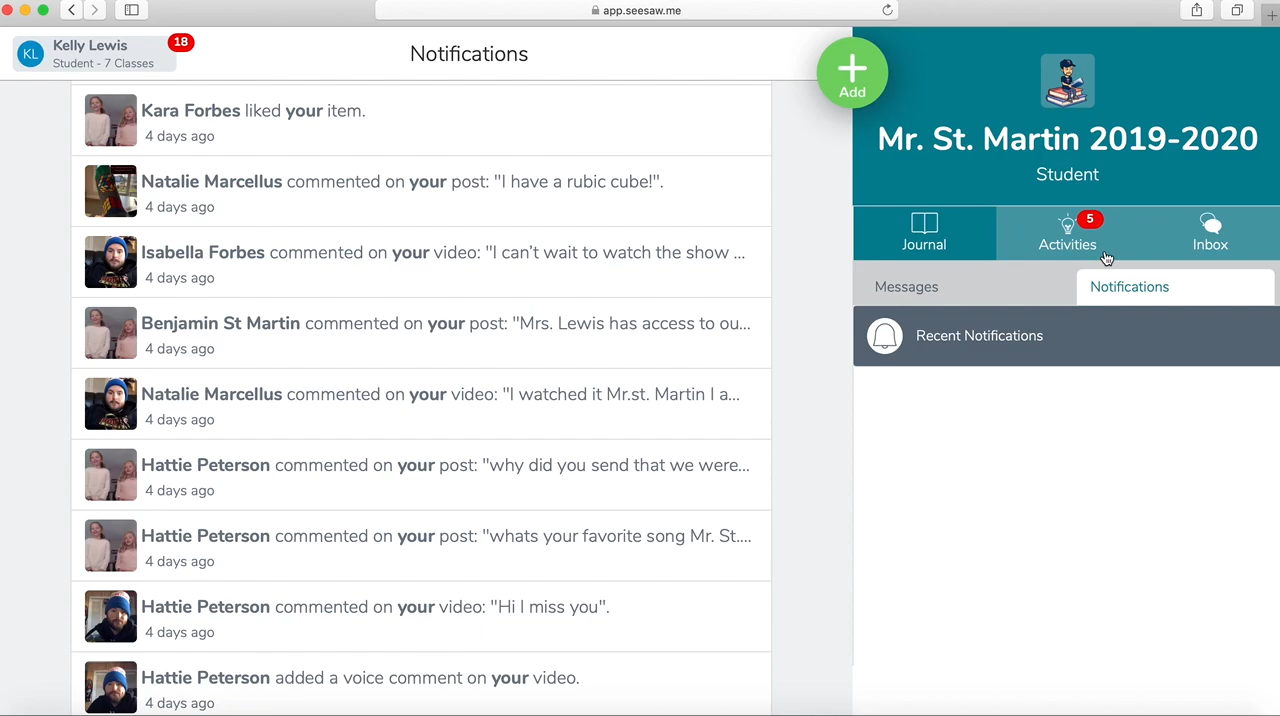 app.seesaw.me
KL
Kelly Lewis
Student - 7 Classes
18
Notifications
Add
Kara Forbes liked your item.
4 days ago
Natalie Marcellus commented on your post: "I have a rubic cube!".
4 days ago
Isabella Forbes commented on your video: "I can't wait to watch the show ...
4 days ago
Benjamin St Martin commented on your post: "Mrs. Lewis has access to ou...
4 days ago
Natalie Marcellus commented on your video: "I watched it Mr.st. Martin I a...
4 days ago
Hattie Peterson commented on your post: "why did you send that we were...
4 days ago
Hattie Peterson commented on your post: "whats your favorite song Mr. St....
4 days ago
Hattie Peterson commented on your video: "Hi I miss you".
4 days ago
Hattie Peterson added a voice comment on your video.
4 days ago
Mr. St. Martin 2019-2020
Student
Journal
Activities
5
Inbox
Messages
Notifications
Recent Notifications